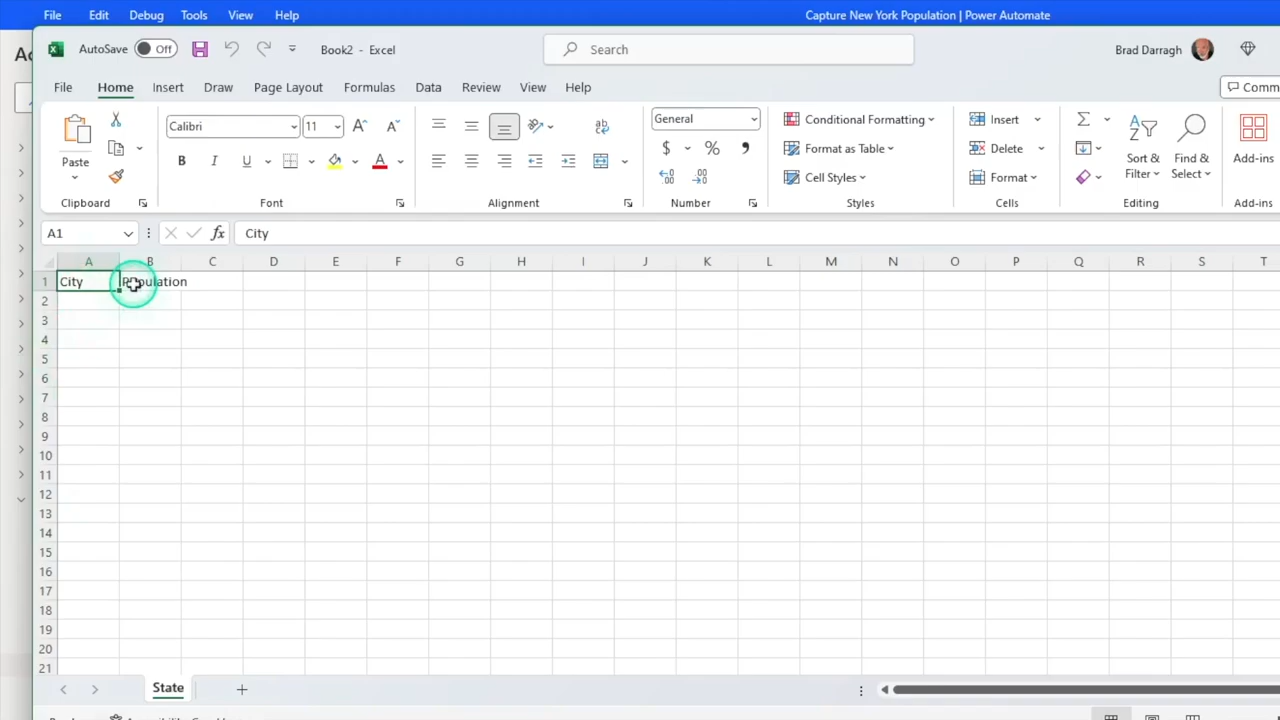 File Edit Debug Tools View Help Capture New York Population | Power Automate
AutoSave Off Book2 - Excel Search Brad Darragh
File Home Insert Draw Page Layout Formulas Data Review View Help
Paste
Calibri 11
B I U A
ab
General
$ % 9
Conditional Formatting
Format as Table
Cell Styles
Insert
Delete
Format
Sort & Filter
Find & Select
Add-ins
Clipboard Font Alignment Number Styles Cells Editing Add-ins
A1 fx City
A B C D E F G H I J K L M N O P Q R S T
1 City Population
2
3
4
5
6
7
8
9
10
11
12
13
14
15
16
17
18
19
20
21
State